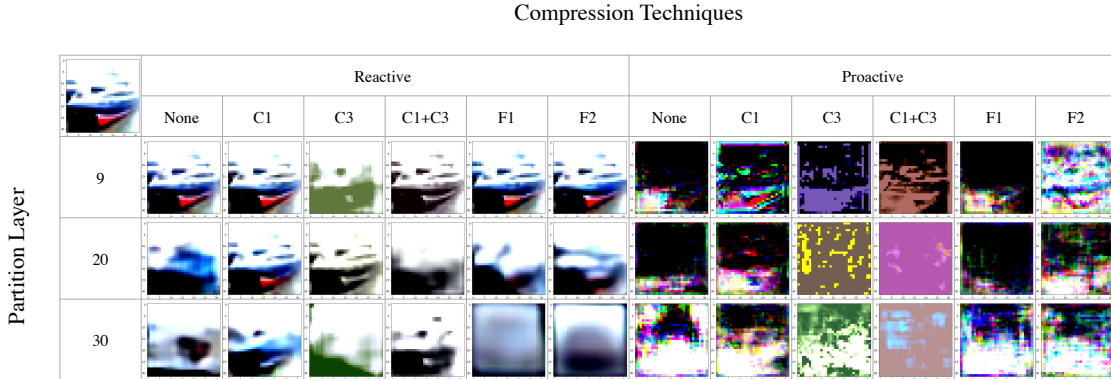 Compression Techniques
Reactive Proactive
None C1 C3 C1+C3 F1 F2 None C1 C3 C1+C3 F1 F2
Partition Layer
9
20
30